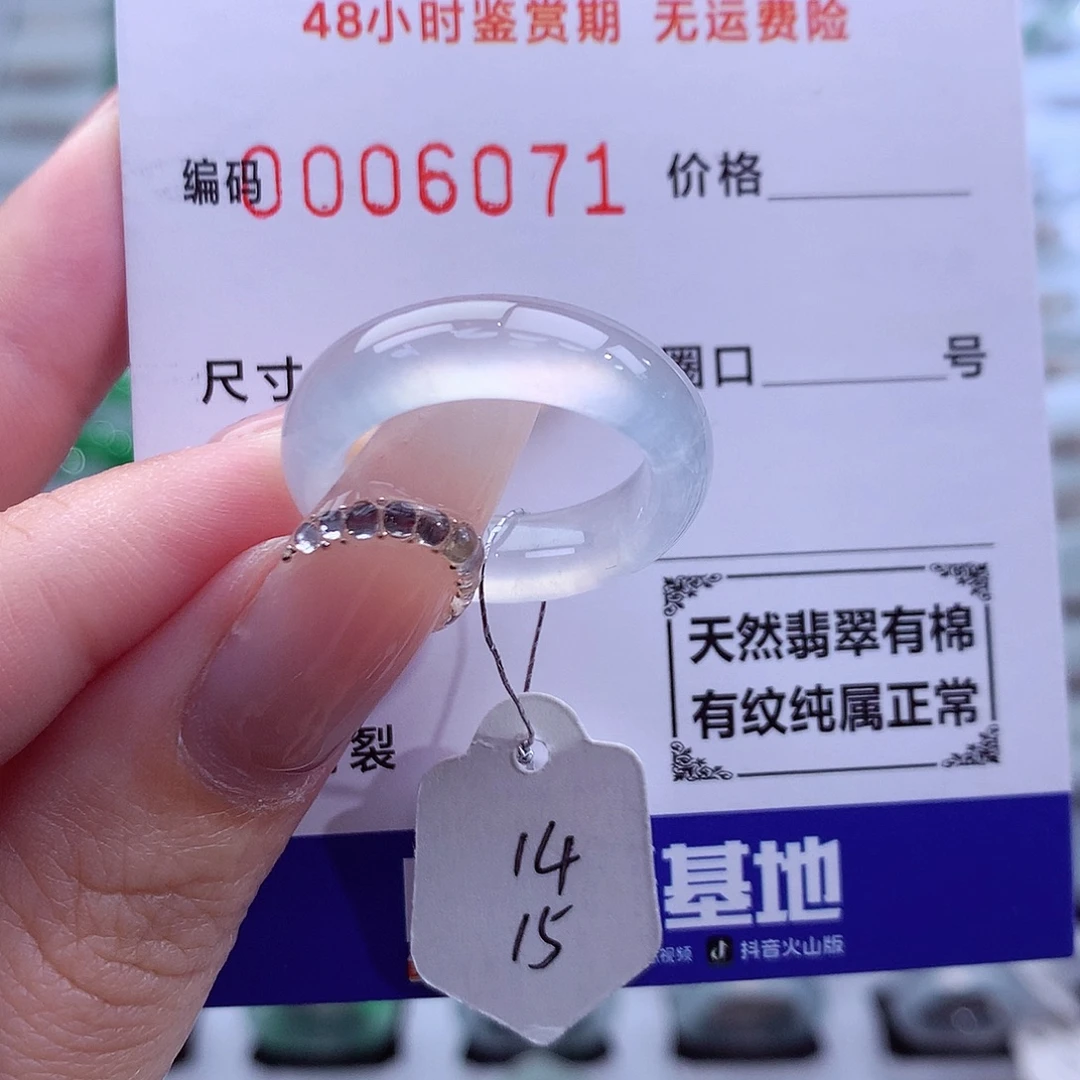 48小时鉴赏期 无运费险
编码0006071 价格
尺寸 圈口 号
天然翡翠有棉
有纹纯属正常
裂
14
15
基地
视频 抖音火山版